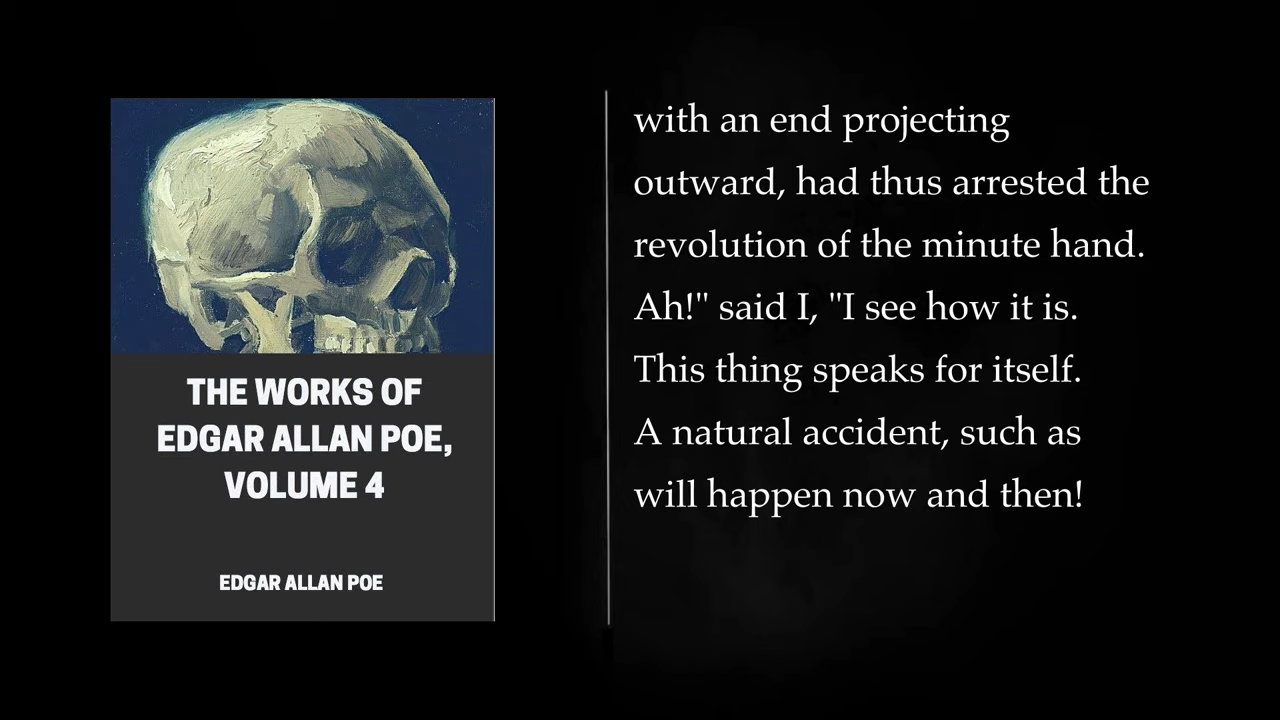 THE WORKS OF
EDGAR ALLAN POE,
VOLUME 4
EDGAR ALLAN POE
with an end projecting
outward, had thus arrested the
revolution of the minute hand.
Ah!" said I, "I see how it is.
This thing speaks for itself.
A natural accident, such as
will happen now and then!